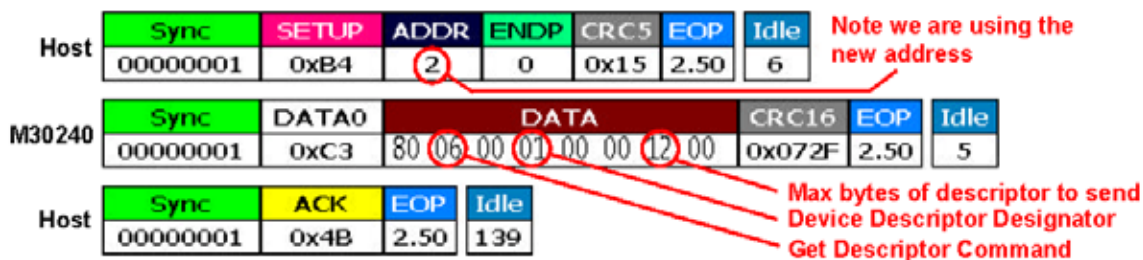 Sync SETUP ADDR ENDP CRC5 EOP Idle Note we are using the
Host 00000001 0xB4 2 0 0x15 2.50 6 new address
Sync DATA0 DATA CRC16 EOP Idle
M30240 00000001 0xC3 80 06 00 01 00 00 12 00 0x072F 2.50 5
Max bytes of descriptor to send
Sync ACK EOP Idle Device Descriptor Designator
Host 00000001 0x4B 2.50 139 Get Descriptor Command